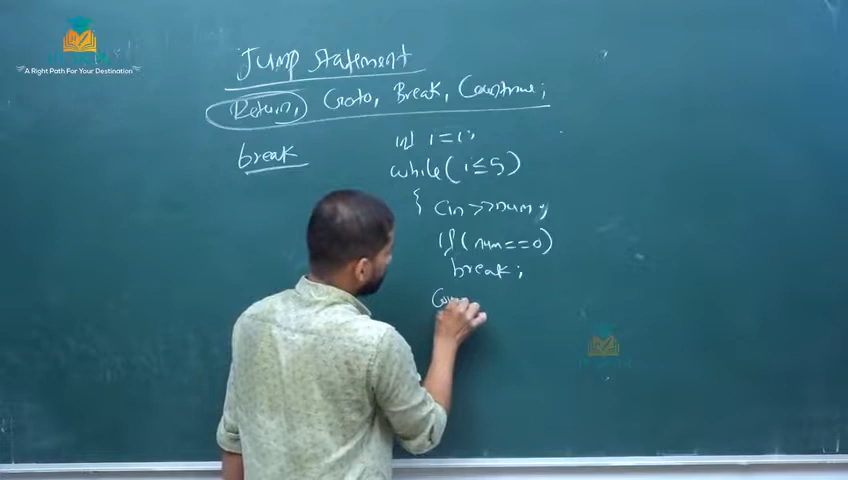 A Right Path For Your Destination
Jump statement
Return, Goto, Break, Continue;
break
int i=1;
while(i≤5)
{ cin>>num;
if(num==0)
break;